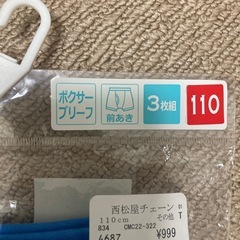 ボクサー
ブリーフ
前あき
3枚組
110
西松屋チェーン
110cm
その他
T
834
CMC22-322
4687
¥999